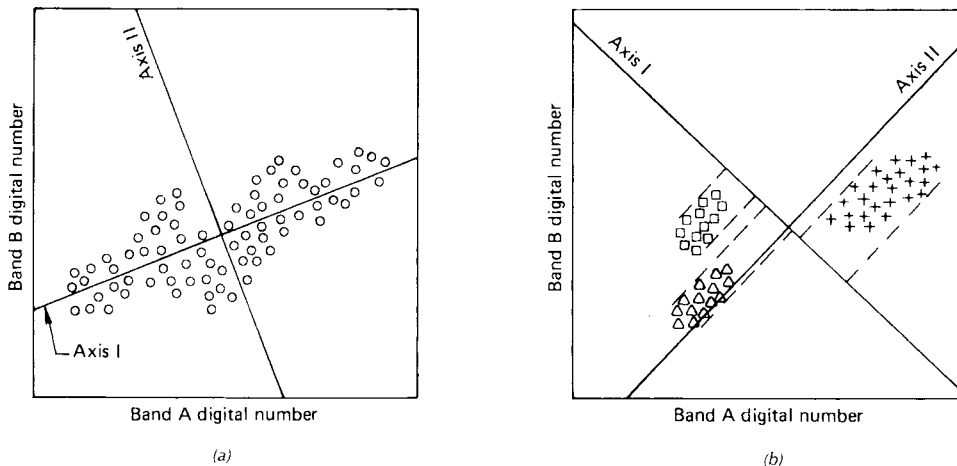 Axis II
Band B digital number
Axis I
Band A digital number
(a)
Axis I
Axis II
Band B digital number
Band A digital number
(b)